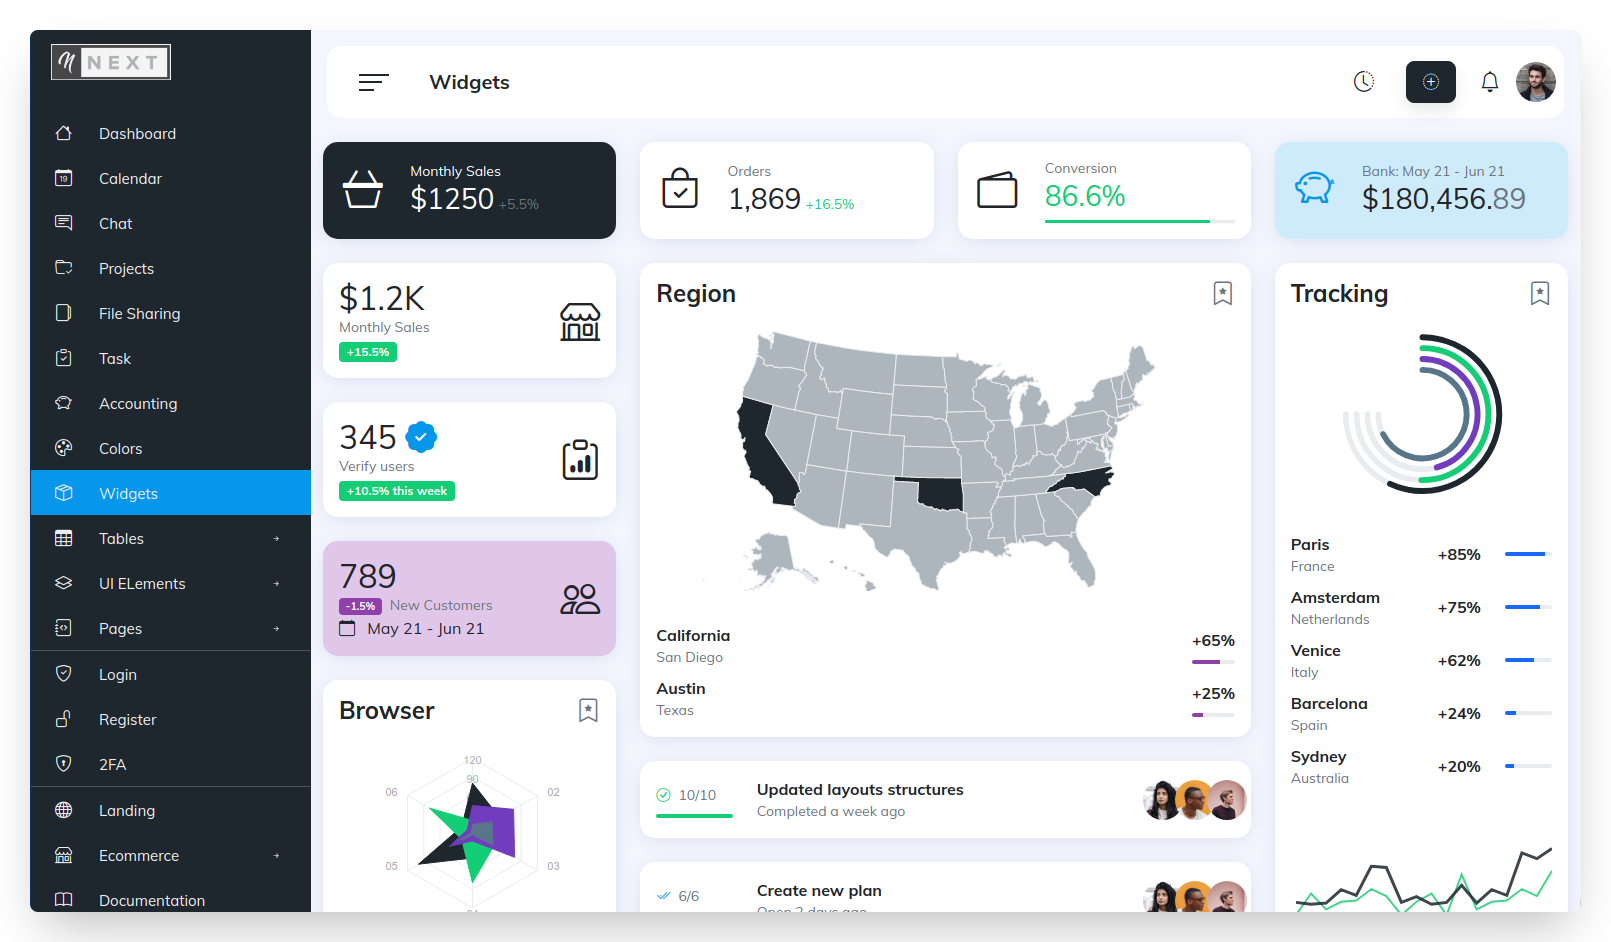 NEXT
Dashboard
19
Calendar
Chat
Projects
File Sharing
Task
Accounting
Colors
Widgets
Tables
UI ELements
Pages
Login
Register
2FA
Landing
Ecommerce
Documentation
Widgets
Monthly Sales
$1250 +5.5%
Orders
1,869 +16.5%
Conversion
86.6%
Bank: May 21 - Jun 21
$180,456.89
$1.2K
Monthly Sales
+15.5%
345
Verify users
+10.5% this week
789
-1.5% New Customers
May 21 - Jun 21
Browser
120
90
06
02
05
03
Region
California
San Diego
+65%
Austin
Texas
+25%
10/10
Updated layouts structures
Completed a week ago
6/6
Create new plan
Open 2 days ago
Tracking
Paris
France
+85%
Amsterdam
Netherlands
+75%
Venice
Italy
+62%
Barcelona
Spain
+24%
Sydney
Australia
+20%